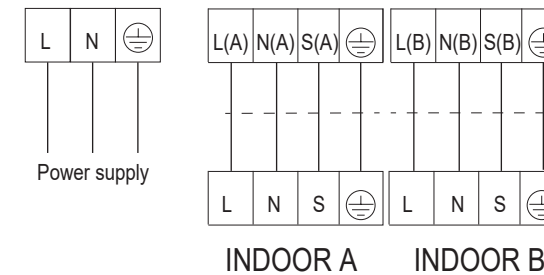 L N
L(A) N(A) S(A) L(B) N(B) S(B)
Power supply
L N S L N S
INDOOR A INDOOR B